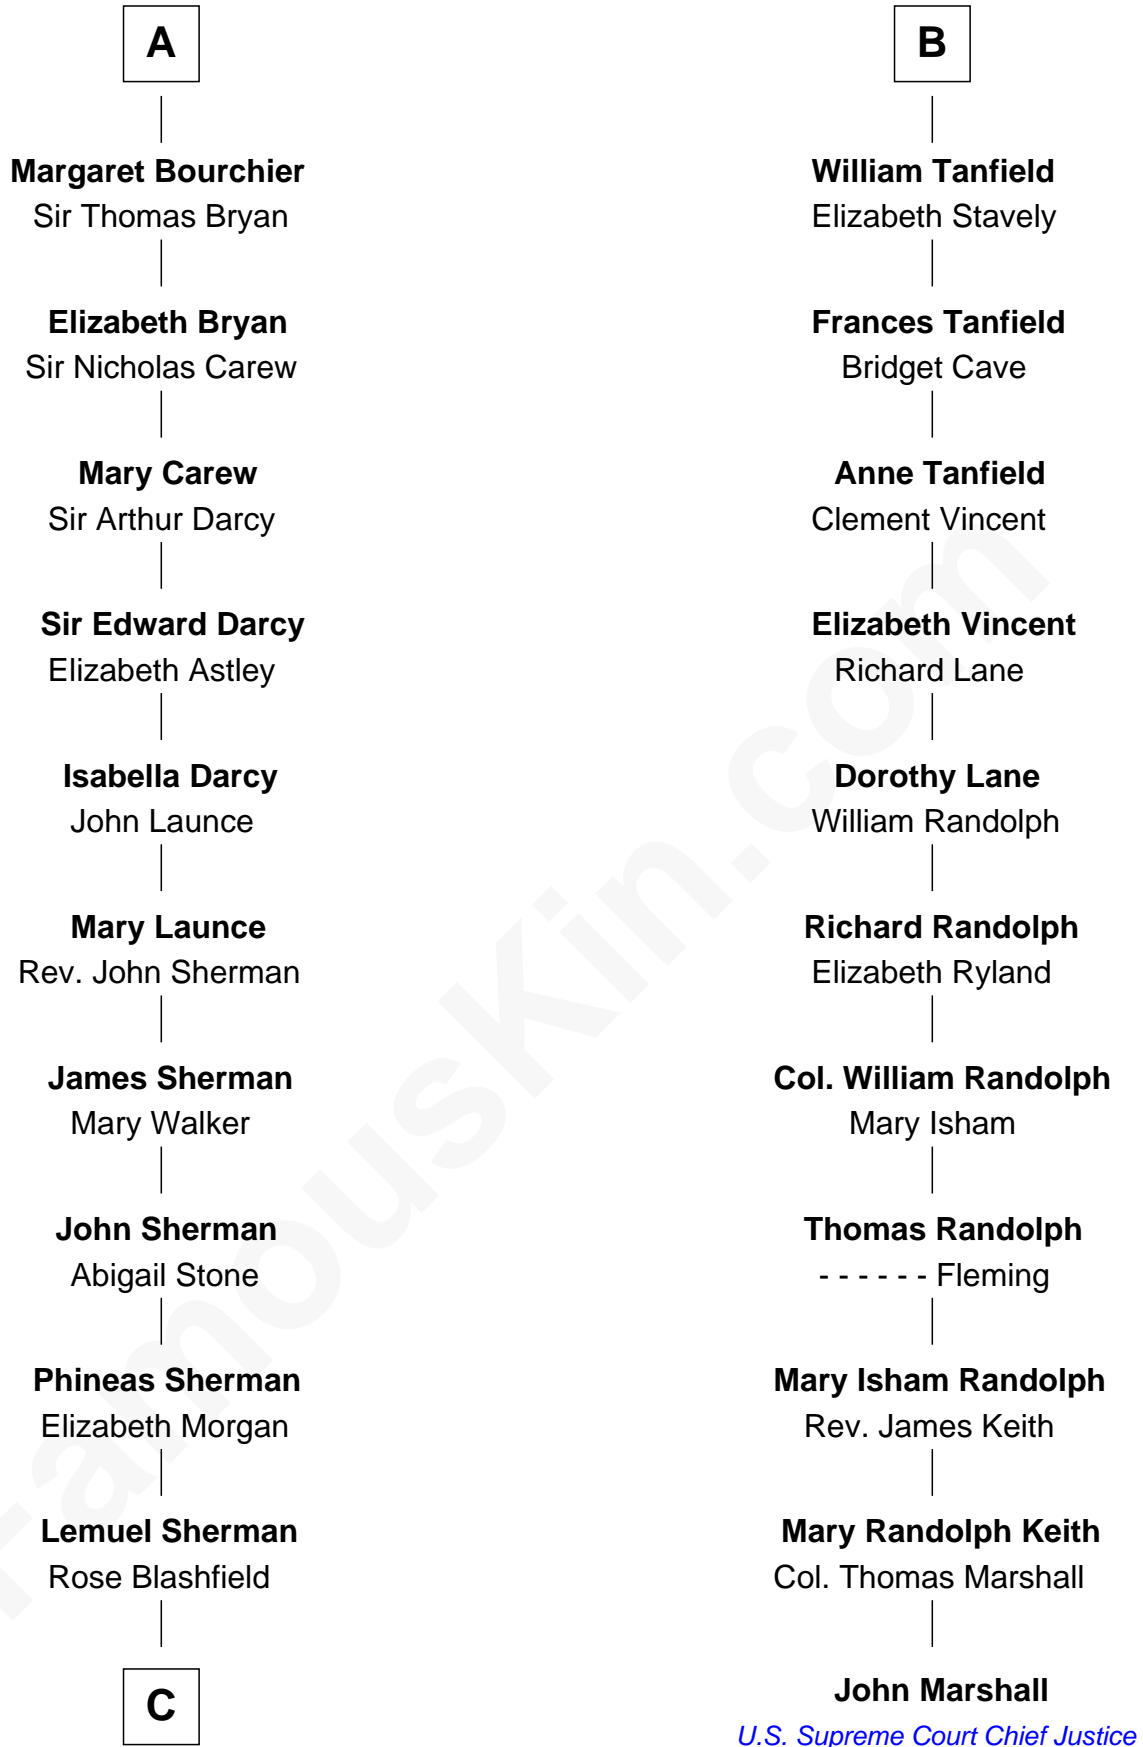 A
Margaret Bourchier
Sir Thomas Bryan
Elizabeth Bryan
Sir Nicholas Carew
Mary Carew
Sir Arthur Darcy
Sir Edward Darcy
Elizabeth Astley
Isabella Darcy
John Launce
Mary Launce
Rev. John Sherman
James Sherman
Mary Walker
John Sherman
Abigail Stone
Phineas Sherman
Elizabeth Morgan
Lemuel Sherman
Rose Blashfield
C
B
William Tanfield
Elizabeth Stavely
Frances Tanfield
Bridget Cave
Anne Tanfield
Clement Vincent
Elizabeth Vincent
Richard Lane
Dorothy Lane
William Randolph
Richard Randolph
Elizabeth Ryland
Col. William Randolph
Mary Isham
Thomas Randolph
- - - - - - Fleming
Mary Isham Randolph
Rev. James Keith
Mary Randolph Keith
Col. Thomas Marshall
John Marshall
U.S. Supreme Court Chief Justice
FamousKin.com